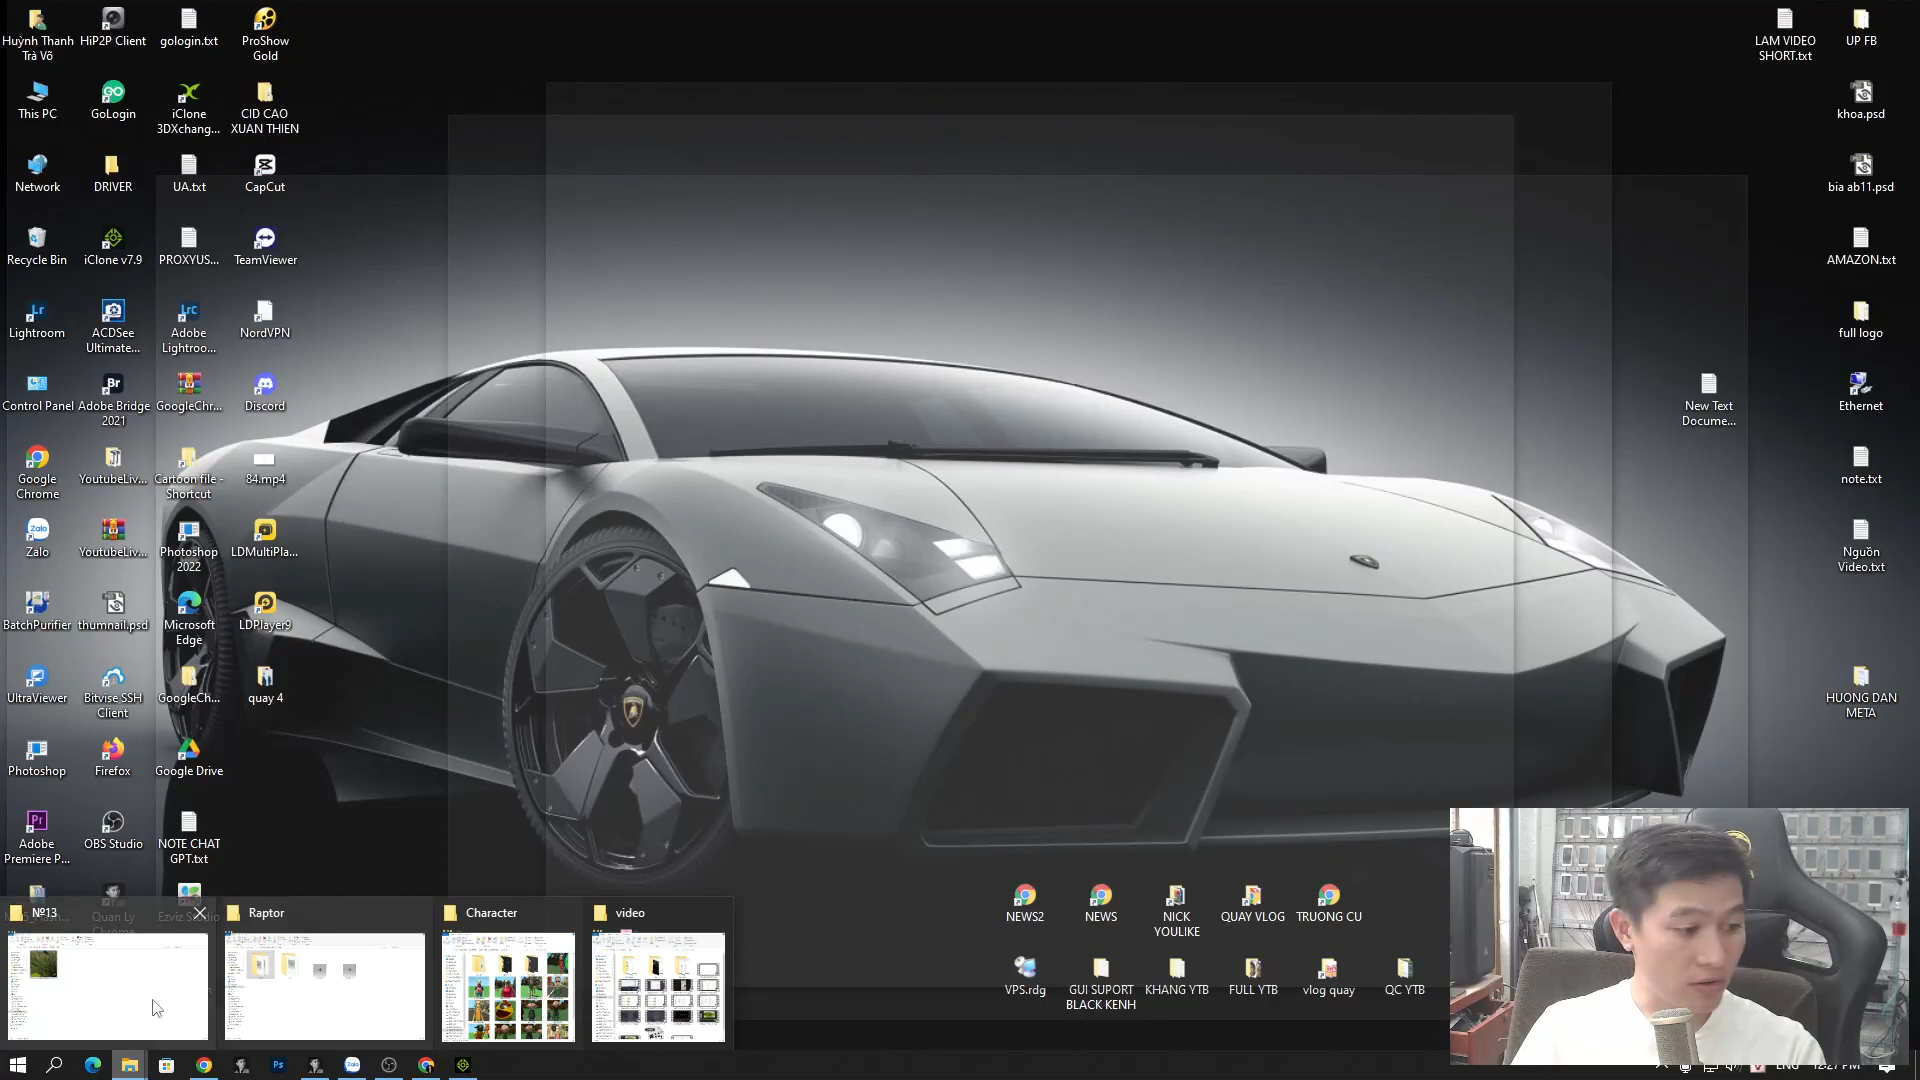 Huỳnh Thanh
Trà Võ
HiP2P Client
gologin.txt
ProShow
Gold
LAM VIDEO
SHORT.txt
UP FB
This PC
GoLogin
iClone
3DXchang...
CID CAO
XUAN THIEN
khoa.psd
Network
DRIVER
UA.txt
CapCut
bia ab11.psd
Recycle Bin
iClone v7.9
PROXYUS...
TeamViewer
AMAZON.txt
Lightroom
ACDSee
Ultimate...
Adobe
Lightroo...
NordVPN
full logo
Control Panel
Adobe Bridge
2021
GoogleChr...
Discord
New Text
Docume...
Ethernet
Google
Chrome
YoutubeLiv...
Cartoon file -
Shortcut
84.mp4
note.txt
Zalo
YoutubeLiv...
Photoshop
2022
LDMultiPla...
Nguồn
Video.txt
BatchPurifier
thumnail.psd
Microsoft
Edge
LDPlayer9
UltraViewer
Bitvise SSH
Client
GoogleCh...
quay 4
HUONG DAN
META
Photoshop
Firefox
Google Drive
Adobe
Premiere P...
OBS Studio
NOTE CHAT
GPT.txt
Quan Ly
Chrome
NEWS2
NEWS
NICK
YOULIKE
QUAY VLOG
TRUONG CU
VPS.rdg
GUI SUPORT
BLACK KENH
KHANG YTB
FULL YTB
vlog quay
QC YTB
№13
Raptor
Character
video
ENG
12:27 PM